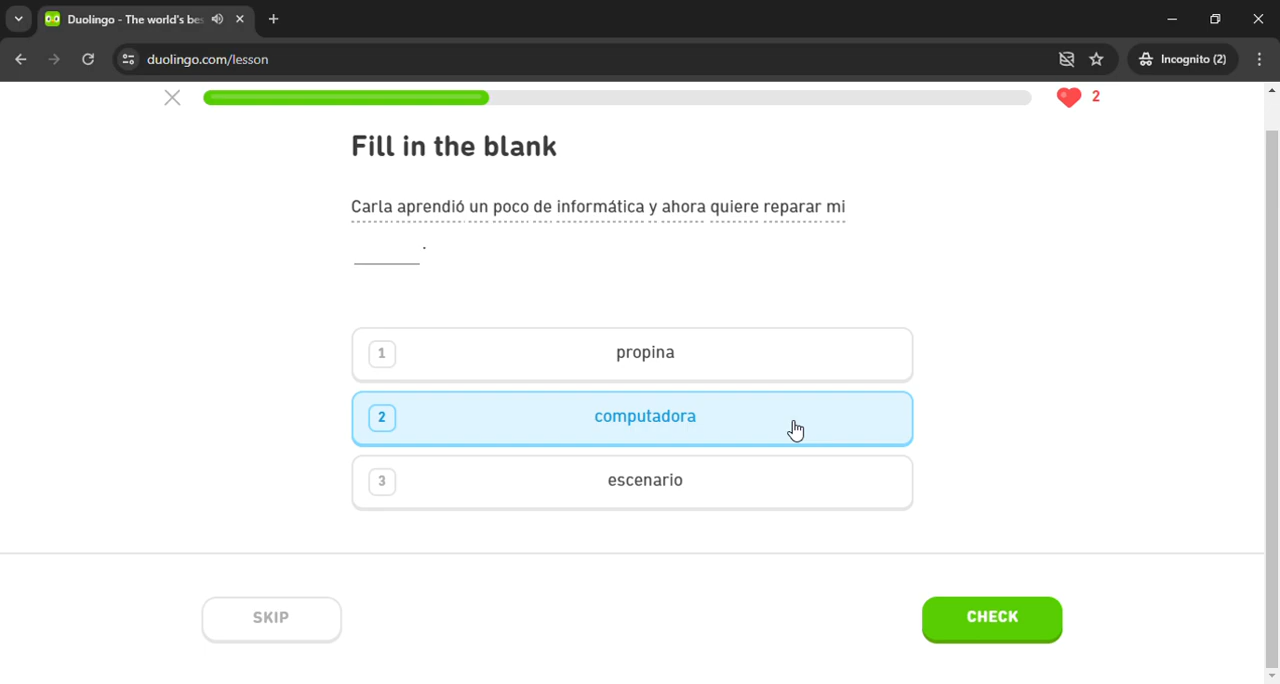 Duolingo - The world's bes
duolingo.com/lesson
Incognito (2)
2
Fill in the blank
Carla aprendió un poco de informática y ahora quiere reparar mi
______.
1 propina
2 computadora
3 escenario
SKIP
CHECK